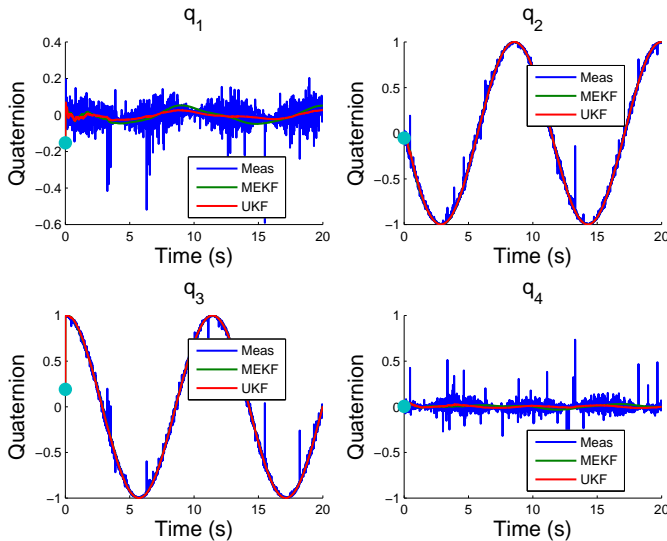 q1
q2
Quaternion
0.4
0.2
0
−0.2
−0.4
0.6
Meas
MEKF
UKF
0 5 10 15 20
Time (s)
Quaternion
1
0.5
0
−0.5
−1
Meas
MEKF
UKF
0 5 10 15 20
Time (s)
q3
q4
Quaternion
1
0.5
0
−0.5
−1
Meas
MEKF
UKF
0 5 10 15 20
Time (s)
Quaternion
1
0.5
0
−0.5
−1
Meas
MEKF
UKF
0 5 10 15 20
Time (s)